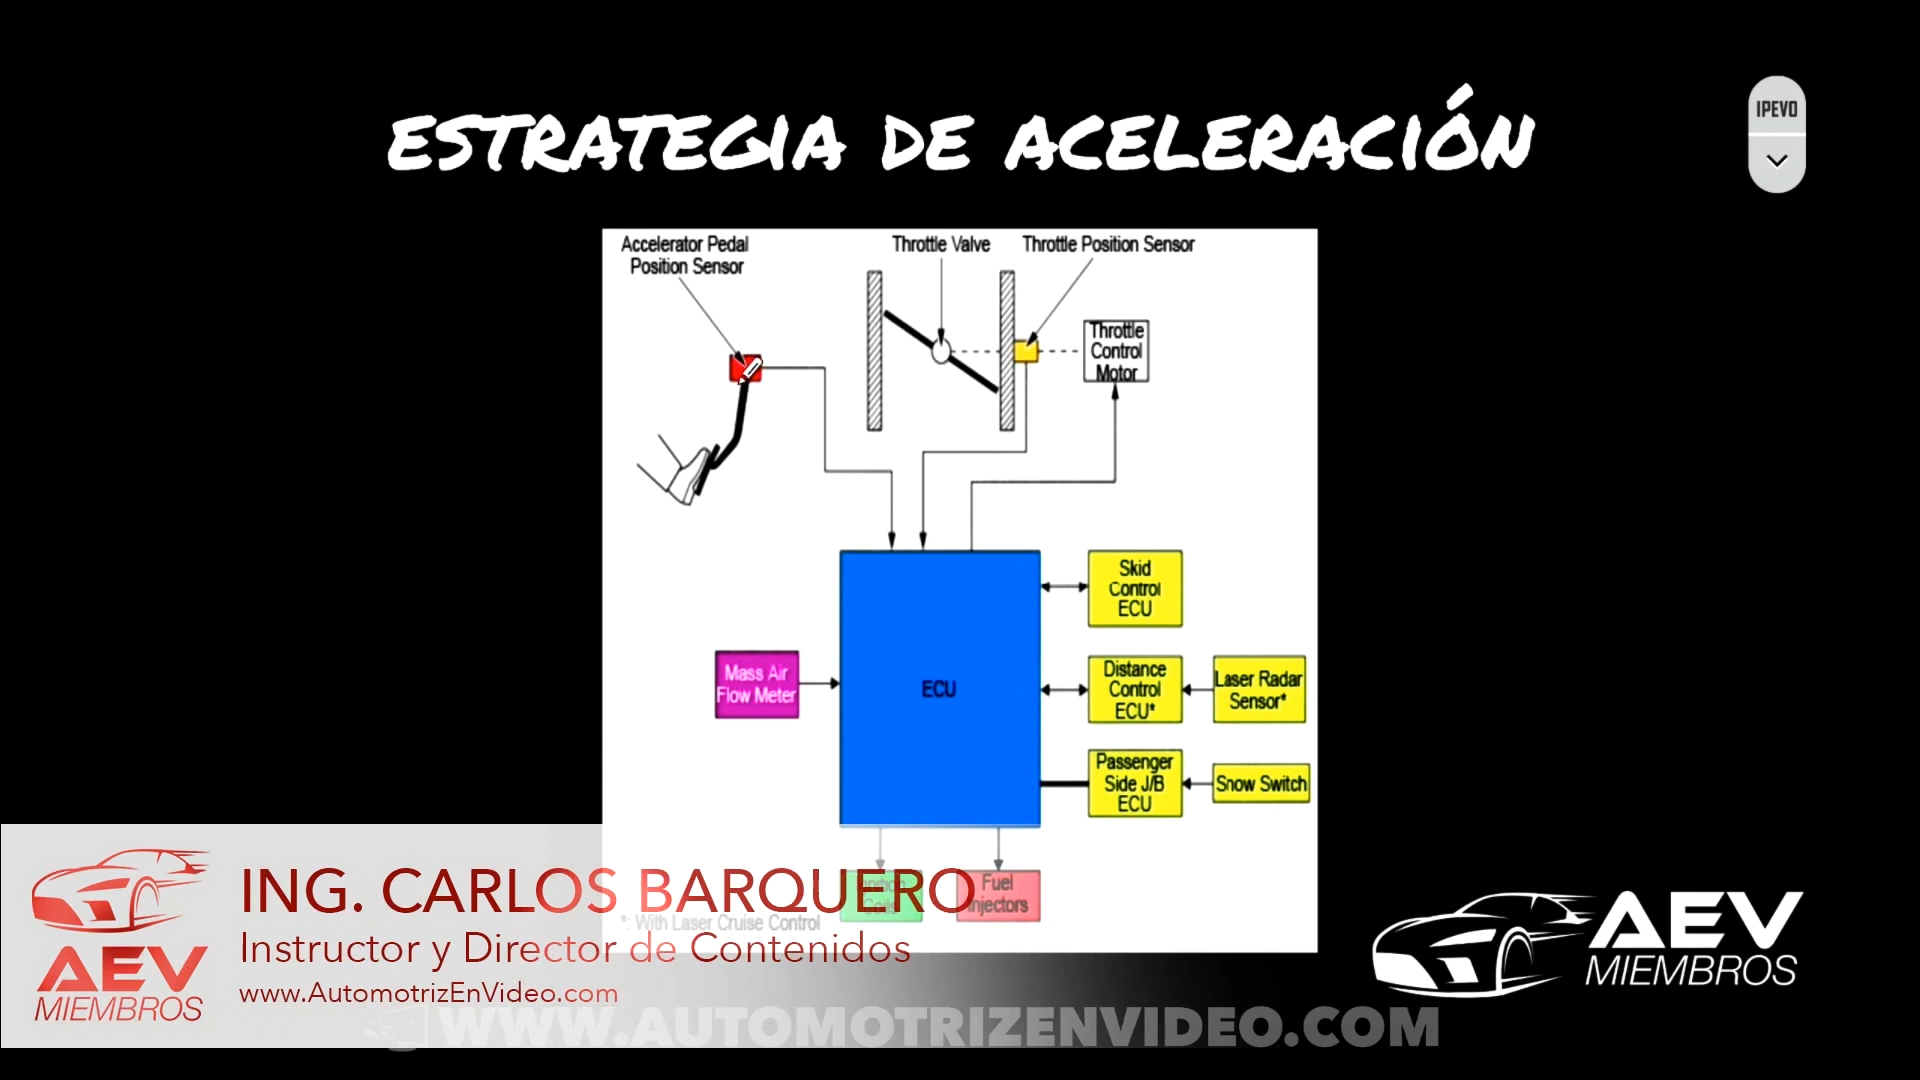 ESTRATEGIA DE ACELERACIÓN
IPEVO
Accelerator Pedal
Position Sensor
Throttle Valve
Throttle Position Sensor
Throttle
Control
Motor
Skid
Control
ECU
Mass Air
Flow Meter
ECU
Distance
Control
ECU*
Laser Radar
Sensor*
Passenger
Side J/B
ECU
Snow Switch
Ignition
Coils
Fuel
Injectors
*: With Laser Cruise Control
ING. CARLOS BARQUERO
Instructor y Director de Contenidos
www.AutomotrizEnVideo.com
AEV
MIEMBROS
AEV
MIEMBROS
WWW.AUTOMOTRIZENVIDEO.COM